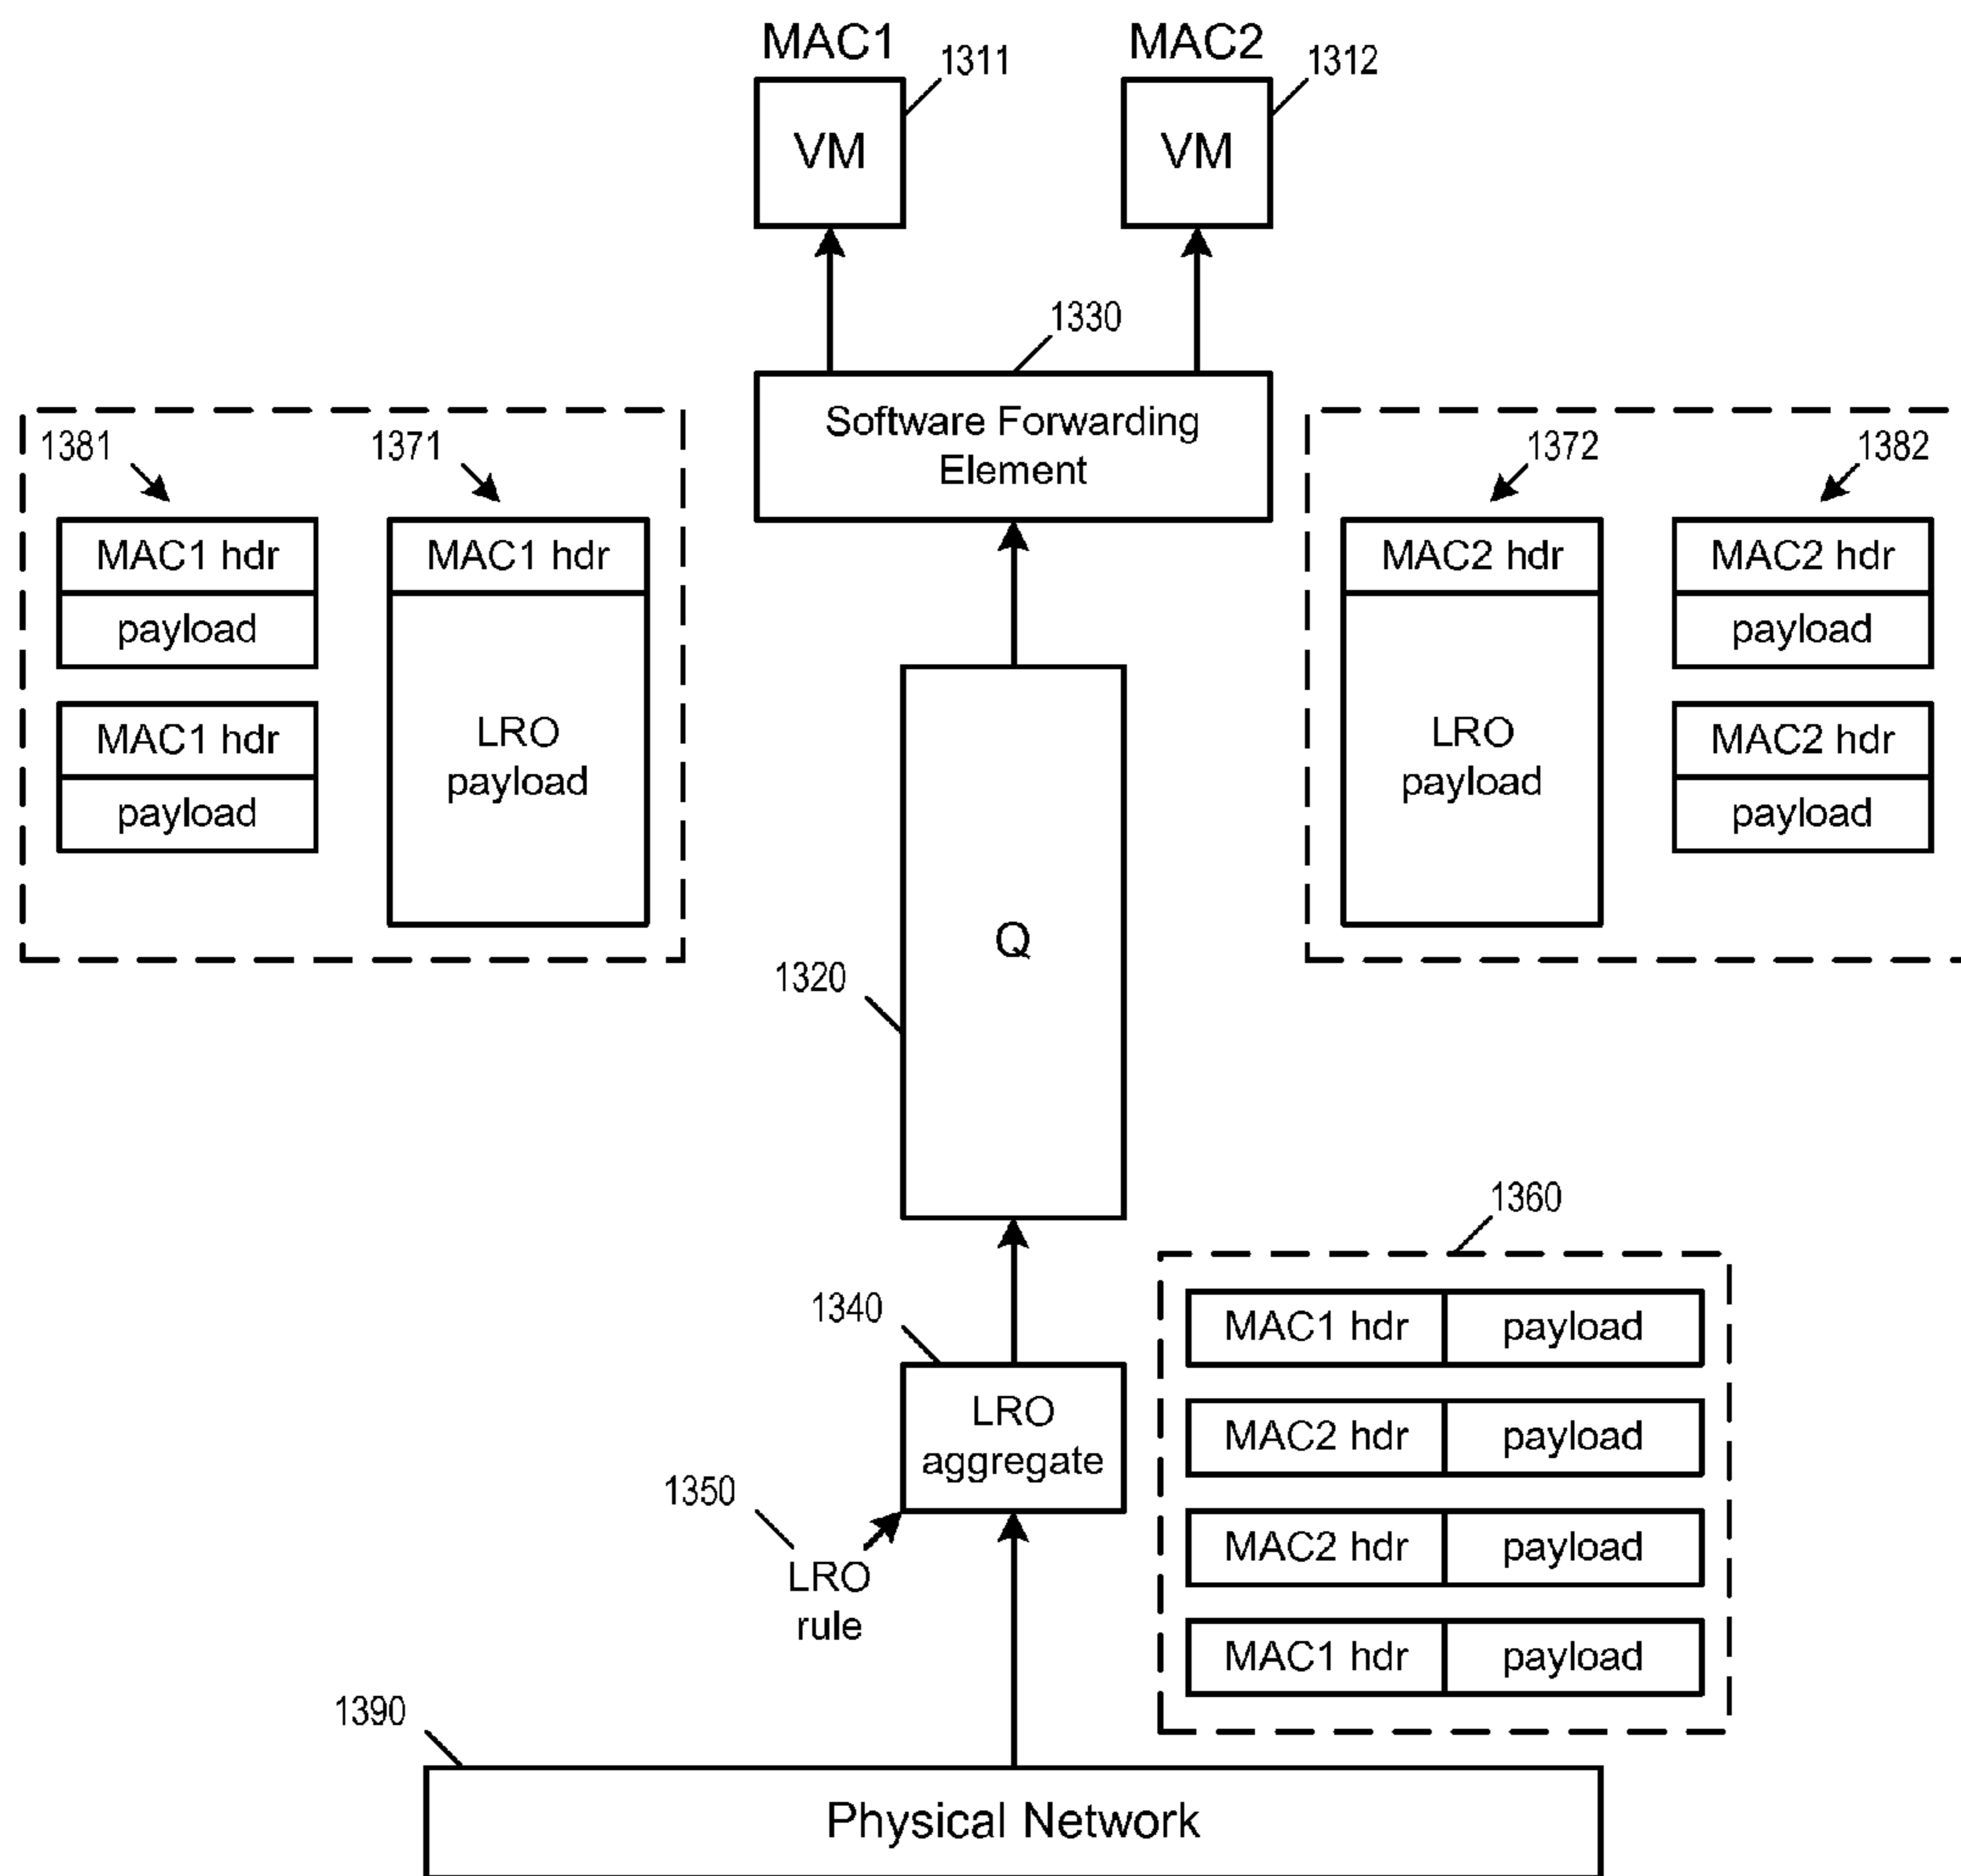 MAC1
MAC2
1311
1312
VM
VM
1330
Software Forwarding
Element
1381
1371
MAC1 hdr
payload
MAC1 hdr
payload
MAC1 hdr
LRO
payload
1372
1382
MAC2 hdr
LRO
payload
MAC2 hdr
payload
MAC2 hdr
payload
Q
1320
1360
1340
LRO
aggregate
1350
LRO
rule
MAC1 hdr payload
MAC2 hdr payload
MAC2 hdr payload
MAC1 hdr payload
1390
Physical Network